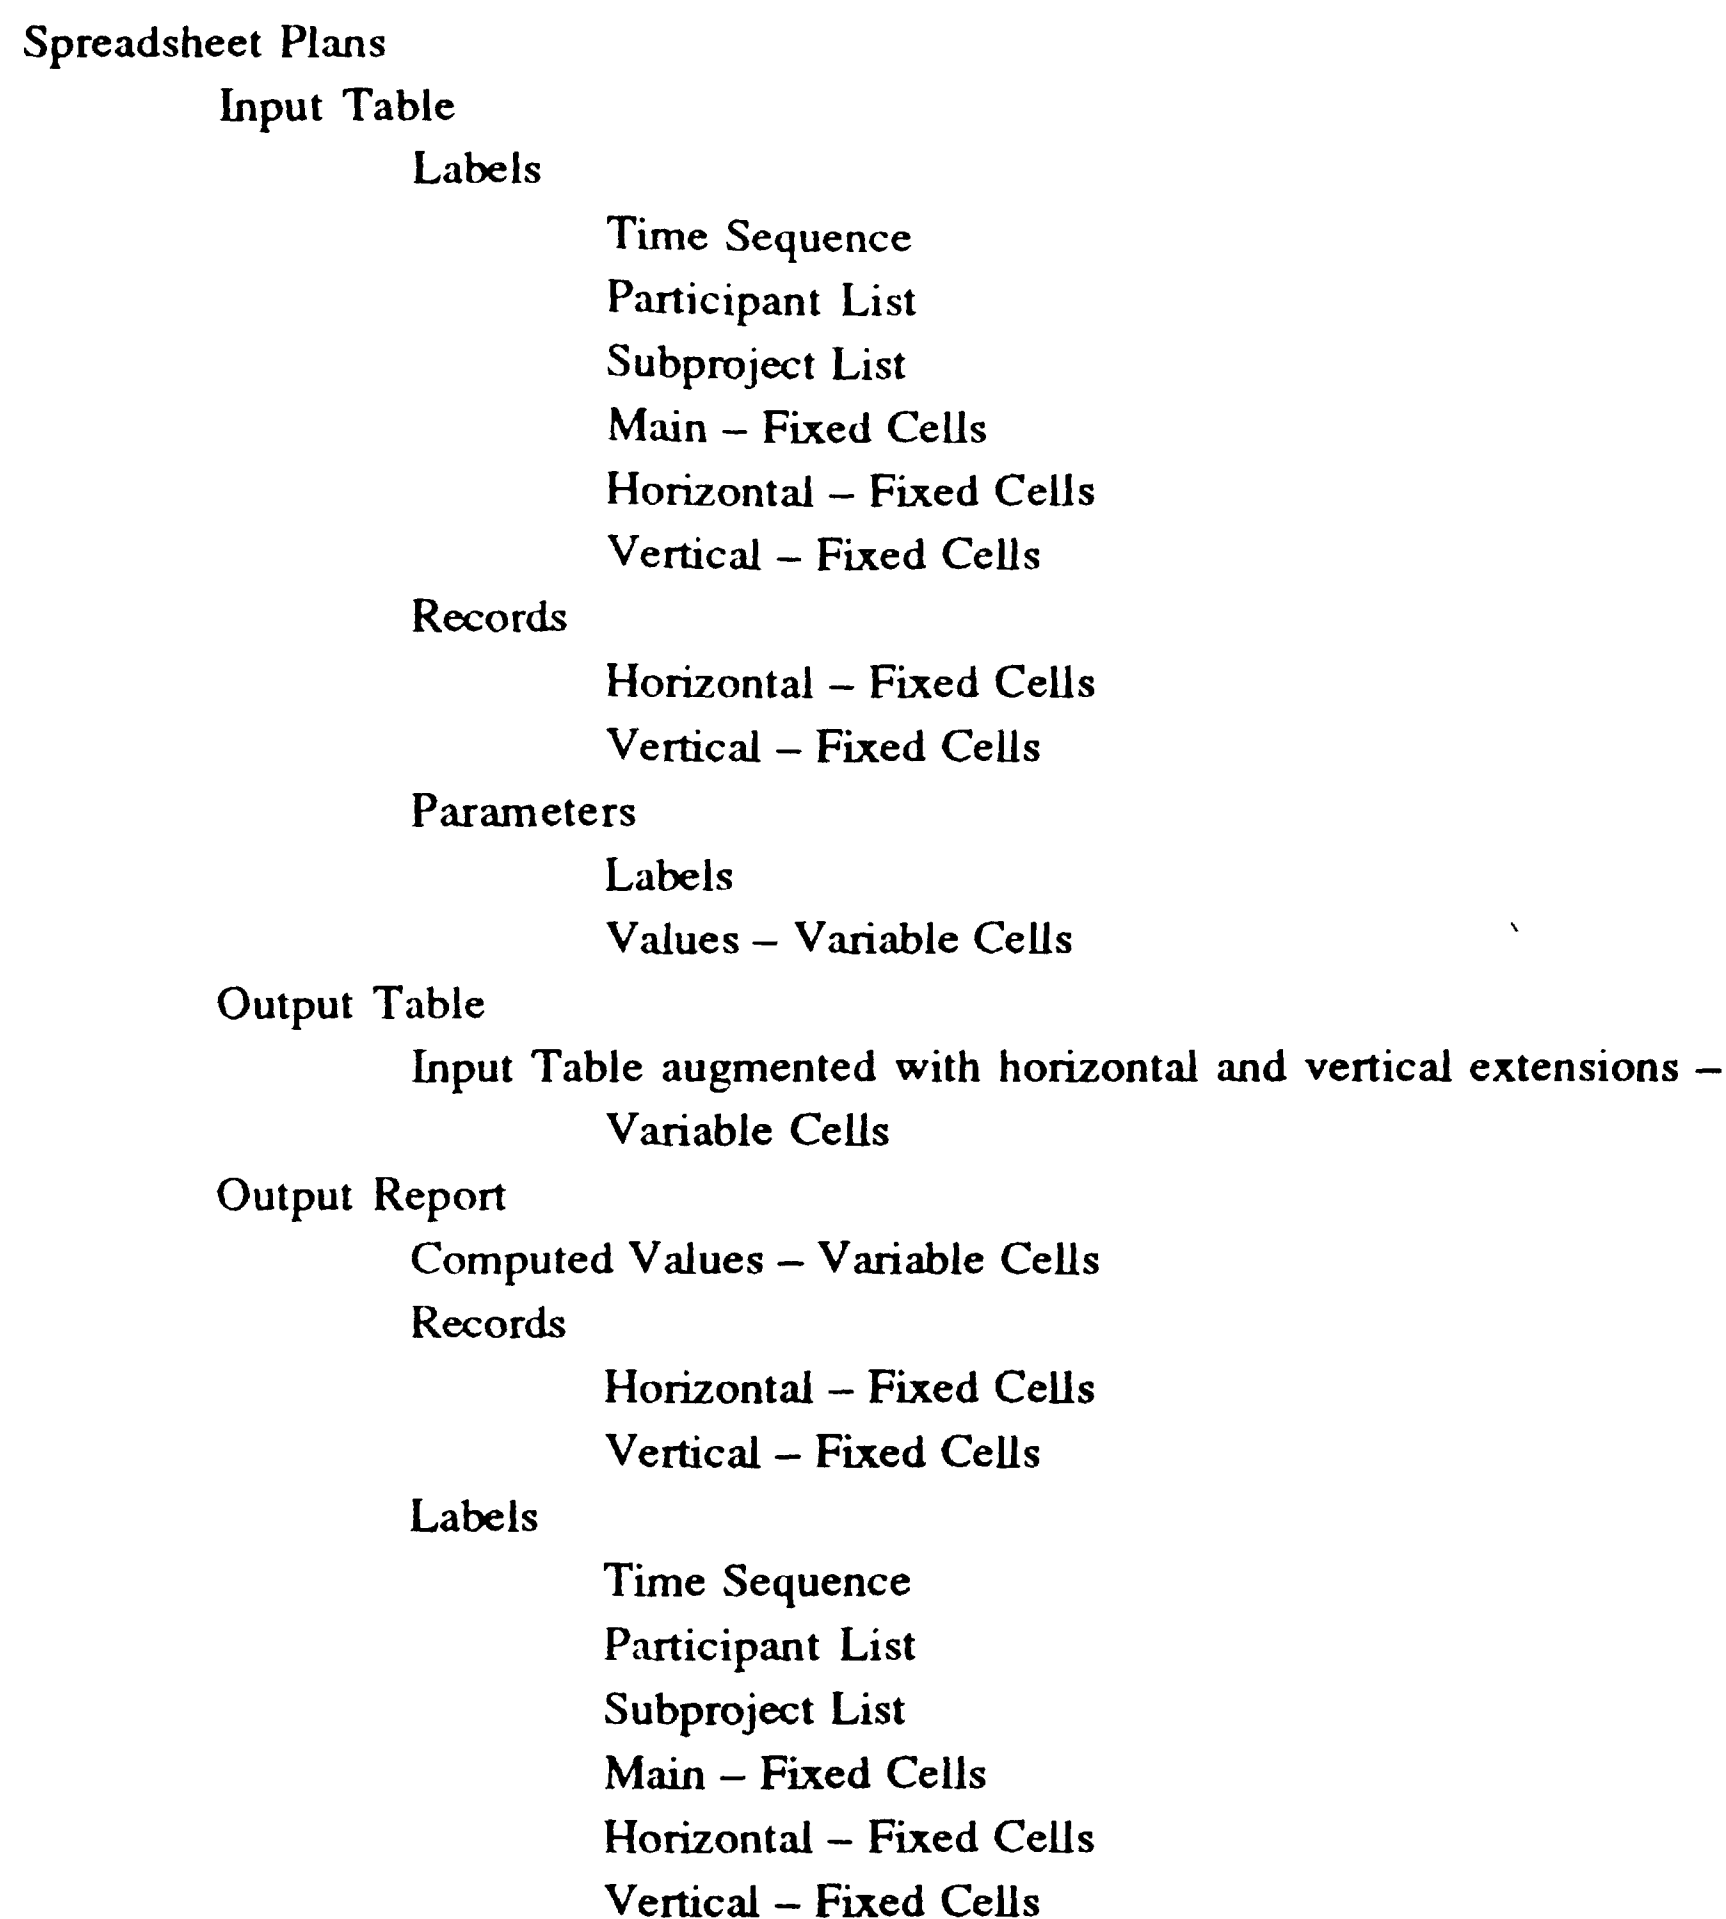 Spreadsheet Plans
Input Table
Labels
Time Sequence
Participant List
Subproject List
Main – Fixed Cells
Horizontal – Fixed Cells
Vertical – Fixed Cells
Records
Horizontal – Fixed Cells
Vertical – Fixed Cells
Parameters
Labels
Values – Variable Cells
Output Table
Input Table augmented with horizontal and vertical extensions –
Variable Cells
Output Report
Computed Values – Variable Cells
Records
Horizontal – Fixed Cells
Vertical – Fixed Cells
Labels
Time Sequence
Participant List
Subproject List
Main – Fixed Cells
Horizontal – Fixed Cells
Vertical – Fixed Cells